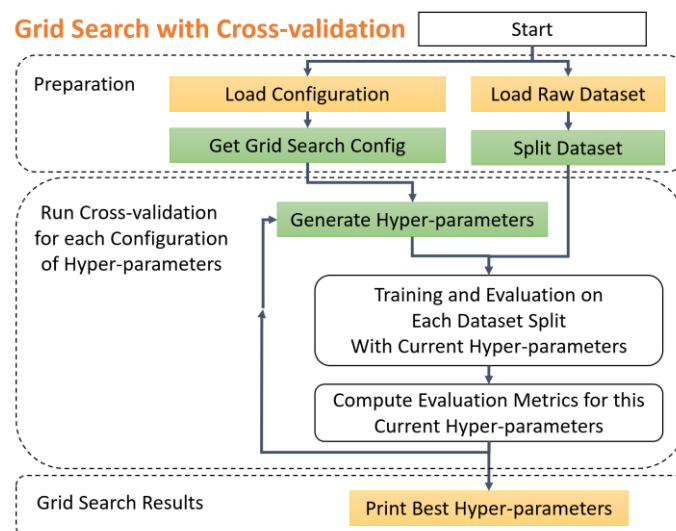 Grid Search with Cross-validation
Start
Preparation
Load Configuration
Load Raw Dataset
Get Grid Search Config
Split Dataset
Run Cross-validation
for each Configuration
of Hyper-parameters
Generate Hyper-parameters
Training and Evaluation on
Each Dataset Split
With Current Hyper-parameters
Compute Evaluation Metrics for this
Current Hyper-parameters
Grid Search Results
Print Best Hyper-parameters